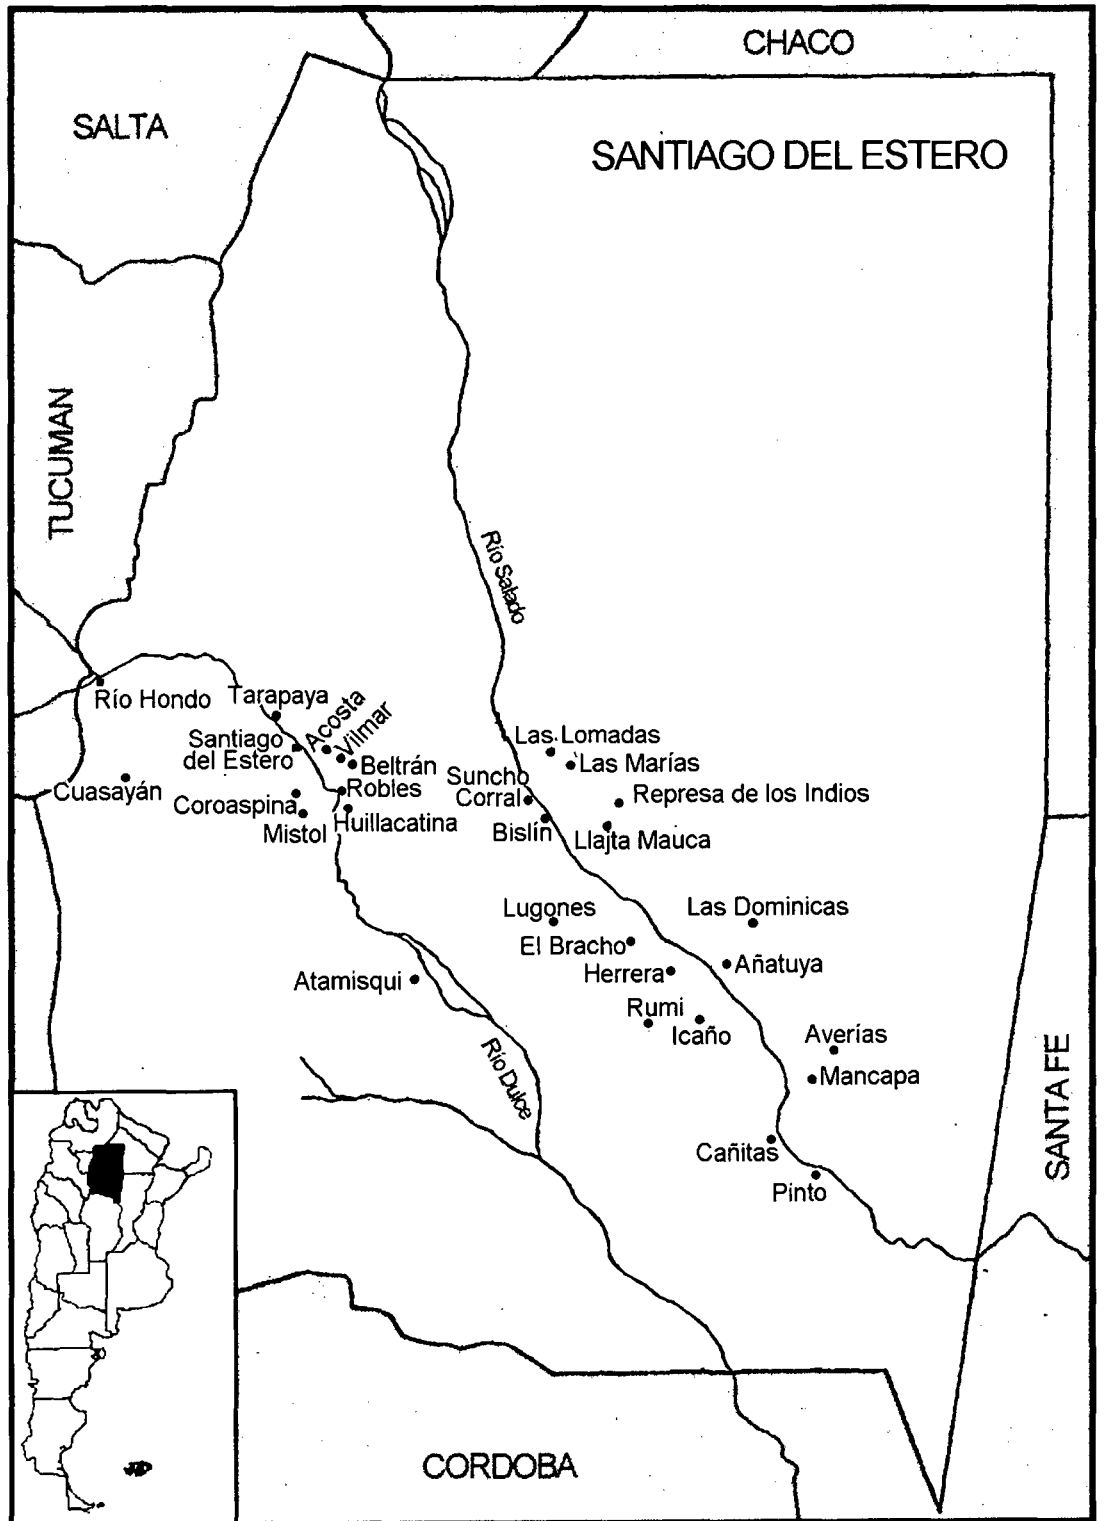 CHACO
SALTA
SANTIAGO DEL ESTERO
TUCUMAN
Río Salado
Río Hondo
Tarapaya
Acosta
Vilmar
Santiago
del Estero
Beltrán
Robles
Cuasayán
Coroaspina
Mistol
Huillacatina
Las Lomadas
Las Marías
Suncho
Corral
Represa de los Indios
Bislín
Llajta Mauca
Lugones
Las Dominicas
El Bracho
Herrera
Añatuya
Atamisqui
Rumi
Icaño
Averías
Mancapa
Río Dulce
SANTA FE
Cañitas
Pinto
CORDOBA